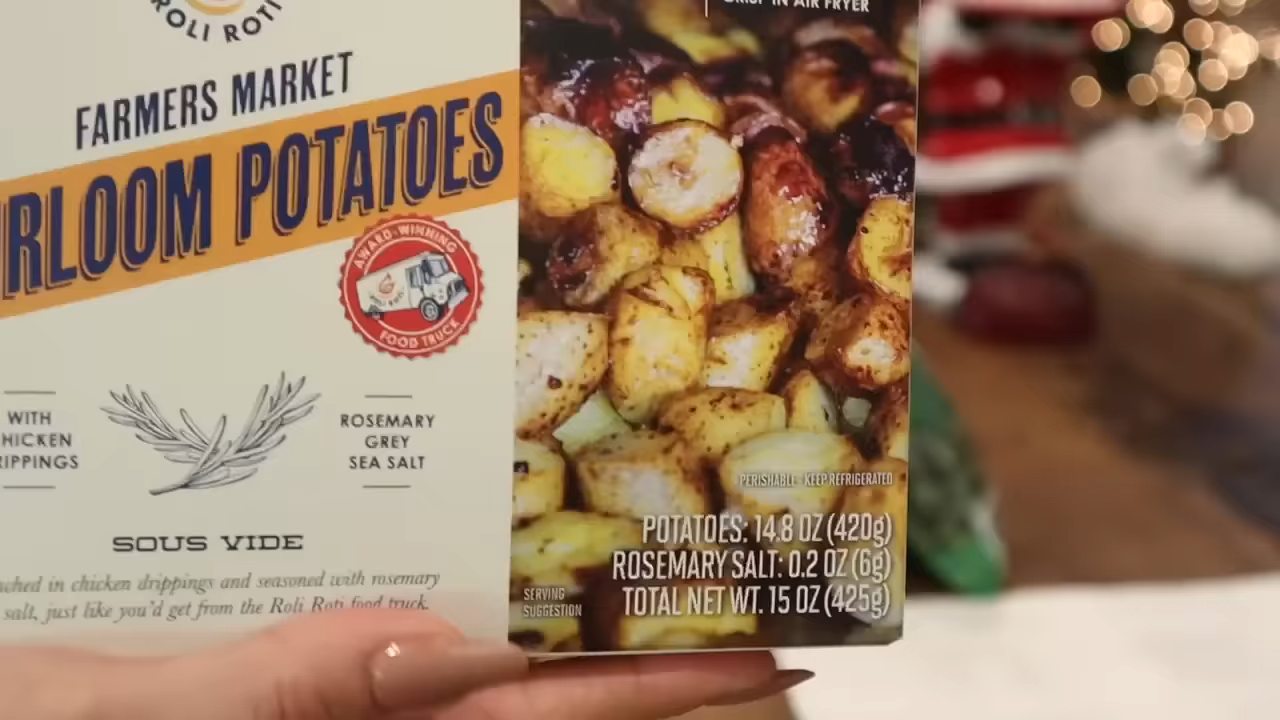 ROLI ROTI
FARMERS MARKET
RLOOM POTATOES
AWARD-WINNING
ROLI ROTI
FOOD TRUCK
WITH
HICKEN
RIPPINGS
ROSEMARY
GREY
SEA SALT
SOUS VIDE
ched in chicken drippings and seasoned with rosemary
salt, just like you'd get from the Roli Roti food truck.
CRISP IN AIR FRYER
PERISHABLE - KEEP REFRIGERATED
POTATOES: 14.8 OZ (420g)
ROSEMARY SALT: 0.2 OZ (6g)
TOTAL NET WT. 15 OZ (425g)
SERVING
SUGGESTION